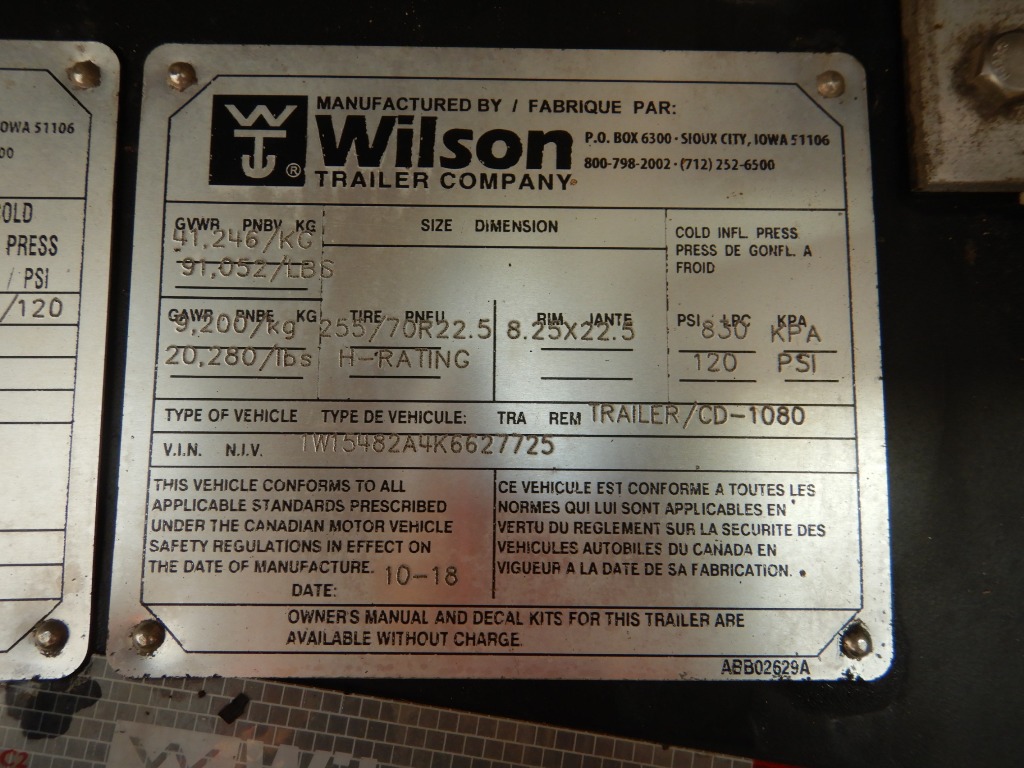 OWA 51106
00
OLD
PRESS
/ PSI
/120
MANUFACTURED BY / FABRIQUE PAR:
WT ®
Wilson
TRAILER COMPANY®
P.O. BOX 6300 · SIOUX CITY, IOWA 51106
800-798-2002 · (712) 252-6500
GVWR PNBV KG
41,246/KG
91,052/LBS
SIZE DIMENSION
COLD INFL. PRESS
PRESS DE GONFL. A
FROID
GAWR PNBE KG TIRE PNEU RIM JANTE PSI LPC KPA
9,200/kg 255/70R22.5 8.25X22.5 830 KPA
20,280/lbs H-RATING 120 PSI
TYPE OF VEHICLE TYPE DE VEHICULE: TRA REM TRAILER/CD-1080
V.I.N. N.I.V. 1W15482A4K6627725
THIS VEHICLE CONFORMS TO ALL
APPLICABLE STANDARDS PRESCRIBED
UNDER THE CANADIAN MOTOR VEHICLE
SAFETY REGULATIONS IN EFFECT ON
THE DATE OF MANUFACTURE. 10-18
DATE:
CE VEHICULE EST CONFORME A TOUTES LES
NORMES QUI LUI SONT APPLICABLES EN
VERTU DU REGLEMENT SUR LA SECURITE DES
VEHICULES AUTOBILES DU CANADA EN
VIGUEUR A LA DATE DE SA FABRICATION.
OWNER'S MANUAL AND DECAL KITS FOR THIS TRAILER ARE
AVAILABLE WITHOUT CHARGE.
ABB02629A
C2